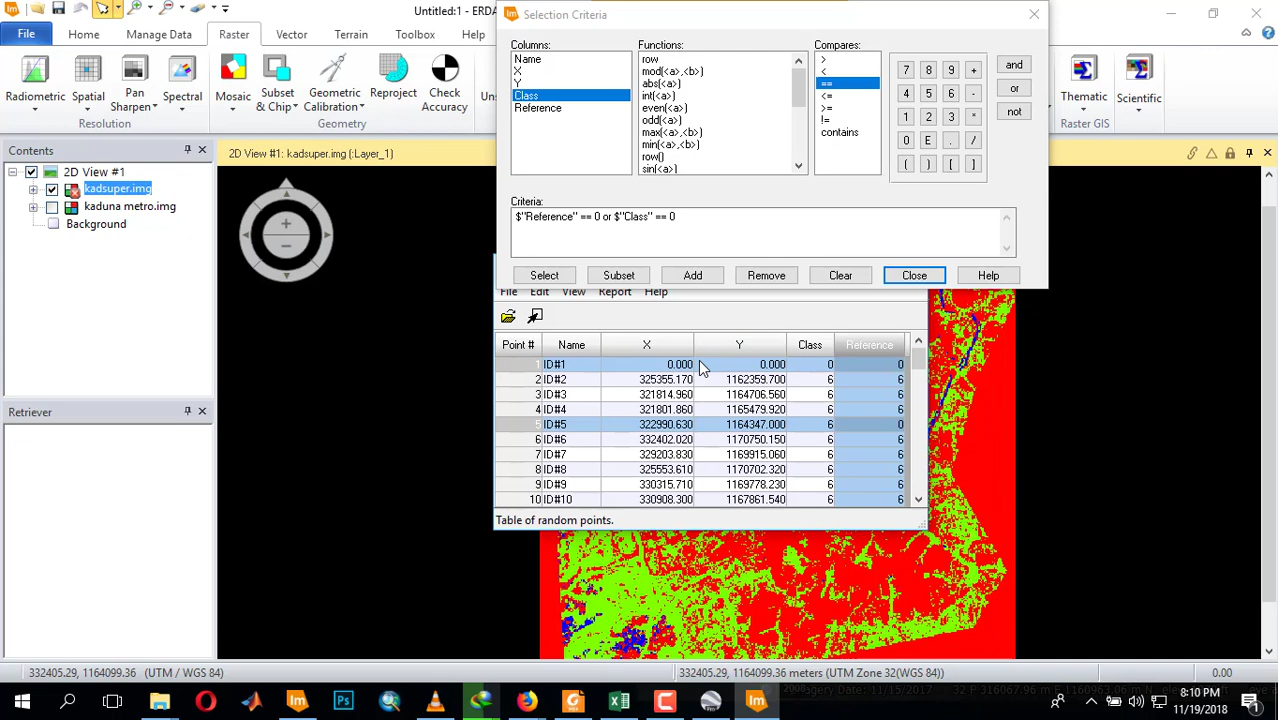 Untitled:1 - ERDA
Selection Criteria
File
Home
Manage Data
Raster
Vector
Terrain
Toolbox
Help
Radiometric
Spatial
Pan
Sharpen
Spectral
Mosaic
Subset
& Chip
Geometric
Calibration
Reproject
Check
Accuracy
Thematic
Scientific
Resolution
Geometry
Raster GIS
Columns:
Name
X
Y
Class
Reference
Functions:
row
mod(<a>,<b>)
abs(<a>)
int(<a>)
even(<a>)
odd(<a>)
max(<a>,<b>)
min(<a>,<b>)
row()
sin(<a>)
Compares:
>
<
==
<=
>=
!=
contains
7 8 9 +
4 5 6 -
1 2 3 *
0 E . /
( ) [ ]
and
or
not
Criteria:
$"Reference" == 0 or $"Class" == 0
Select Subset Add Remove Clear Close Help
Contents
2D View #1
kadsuper.img
kaduna metro.img
Background
Retriever
2D View #1: kadsuper.img (:Layer_1)
File Edit View Report Help
Point # Name X Y Class Reference
1 ID#1 0.000 0.000 0 0
2 ID#2 325355.170 1162359.700 6 6
3 ID#3 321814.960 1164706.560 6 6
4 ID#4 321801.860 1165479.920 6 6
5 ID#5 322990.630 1164347.000 6 0
6 ID#6 332402.020 1170750.150 6 6
7 ID#7 329203.830 1169915.060 6 6
8 ID#8 325553.610 1170702.320 6 6
9 ID#9 330315.710 1169778.230 6 6
10 ID#10 330908.300 1167861.540 6 6
Table of random points.
332405.29, 1164099.36 (UTM / WGS 84)
332405.29, 1164099.36 meters (UTM Zone 32(WGS 84))
0.00
8:10 PM
11/19/2018